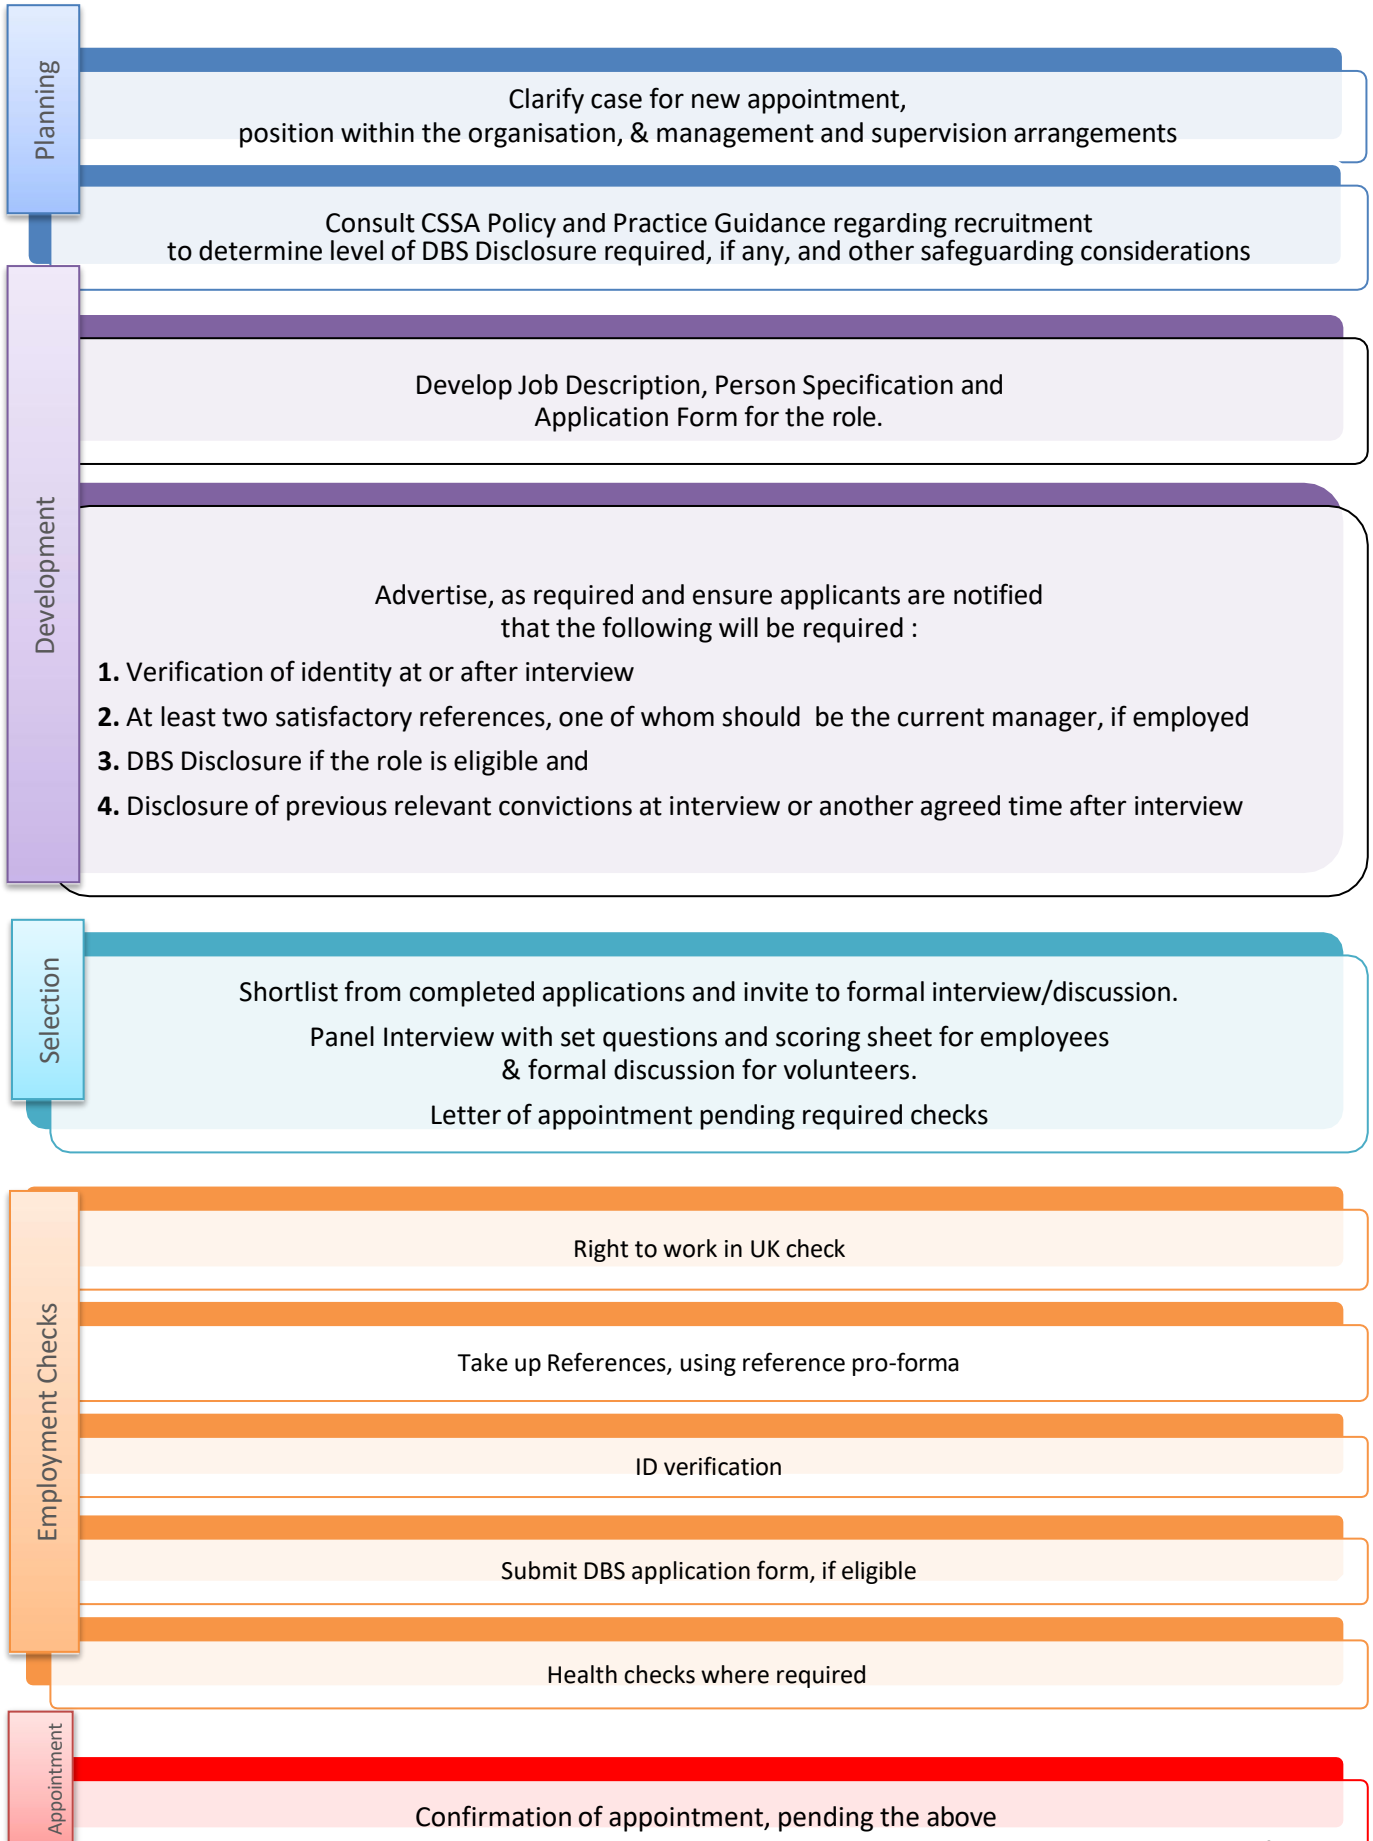 Planning
Clarify case for new appointment,
position within the organisation, & management and supervision arrangements
Consult CSSA Policy and Practice Guidance regarding recruitment
to determine level of DBS Disclosure required, if any, and other safeguarding considerations
Development
Develop Job Description, Person Specification and
Application Form for the role.
Advertise, as required and ensure applicants are notified
that the following will be required :
1. Verification of identity at or after interview
2. At least two satisfactory references, one of whom should  be the current manager, if employed
3. DBS Disclosure if the role is eligible and
4. Disclosure of previous relevant convictions at interview or another agreed time after interview
Selection
Shortlist from completed applications and invite to formal interview/discussion.
Panel Interview with set questions and scoring sheet for employees
& formal discussion for volunteers.
Letter of appointment pending required checks
Employment Checks
Right to work in UK check
Take up References, using reference pro-forma
ID verification
Submit DBS application form, if eligible
Health checks where required
Appointment
Confirmation of appointment, pending the above